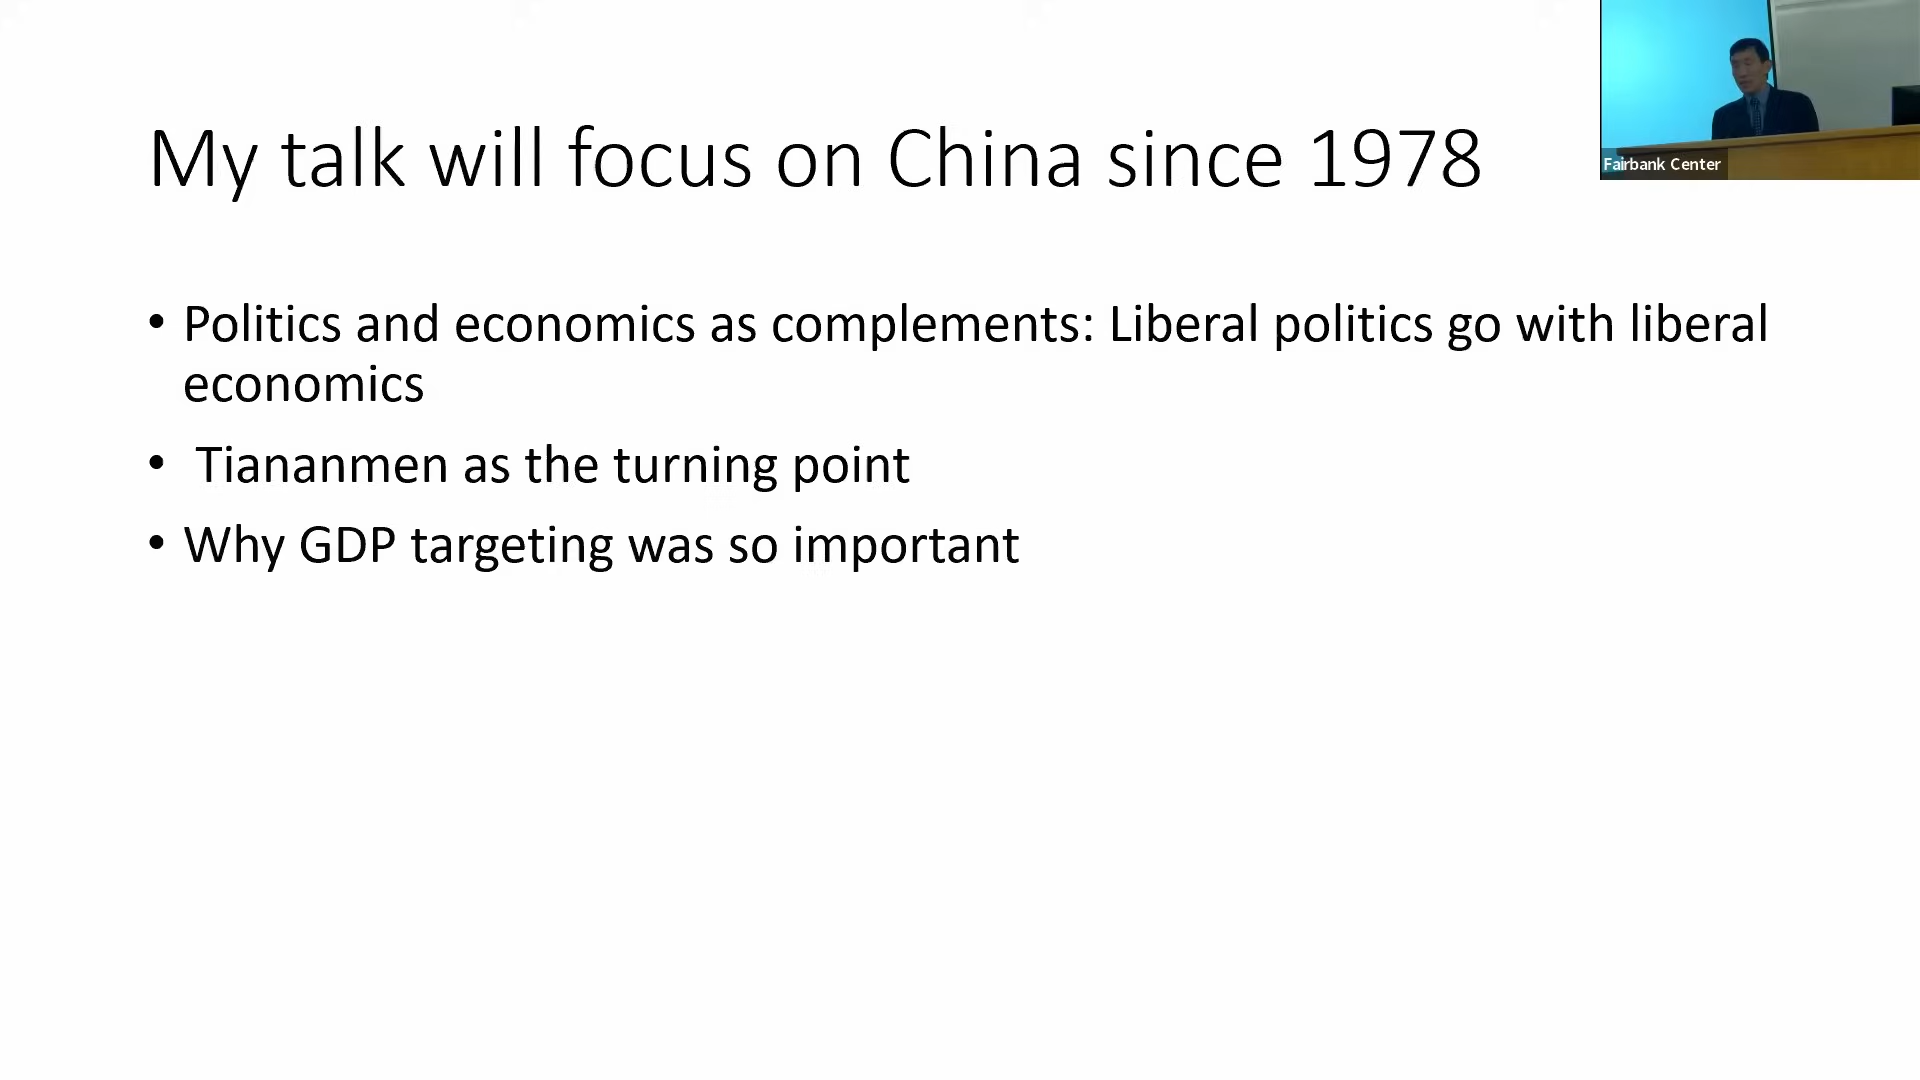 My talk will focus on China since 1978
Fairbank Center
• Politics and economics as complements: Liberal politics go with liberal
economics
• Tiananmen as the turning point
• Why GDP targeting was so important